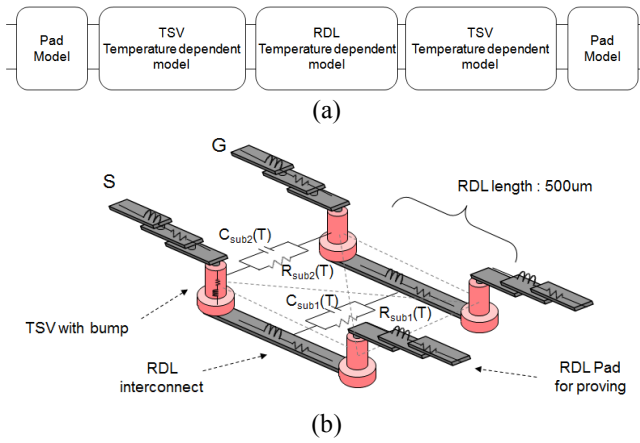 Pad
Model
TSV
Temperature dependent
model
RDL
Temperature dependent
model
TSV
Temperature dependent
model
Pad
Model
(a)
G
S
RDL length : 500um
Csub2(T)
Rsub2(T)
Csub1(T)
Rsub1(T)
TSV with bump
RDL
interconnect
RDL Pad
for proving
(b)